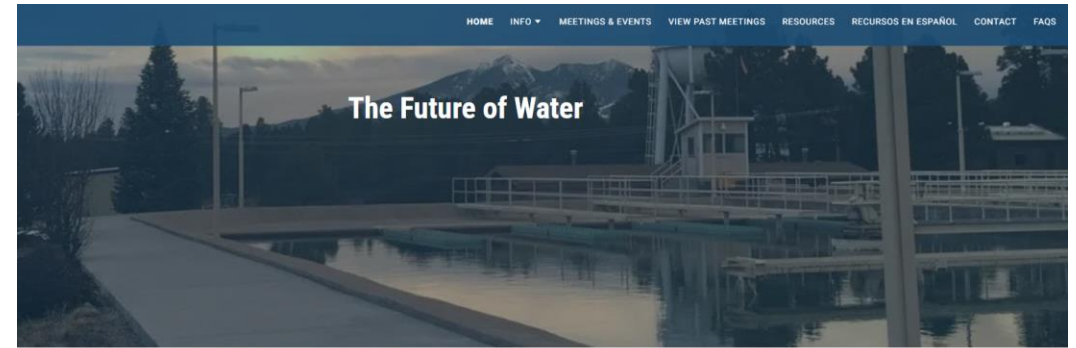 HOME INFO MEETINGS & EVENTS VIEW PAST MEETINGS RESOURCES RECURSOS EN ESPAÑOL CONTACT FAQS
The Future of Water